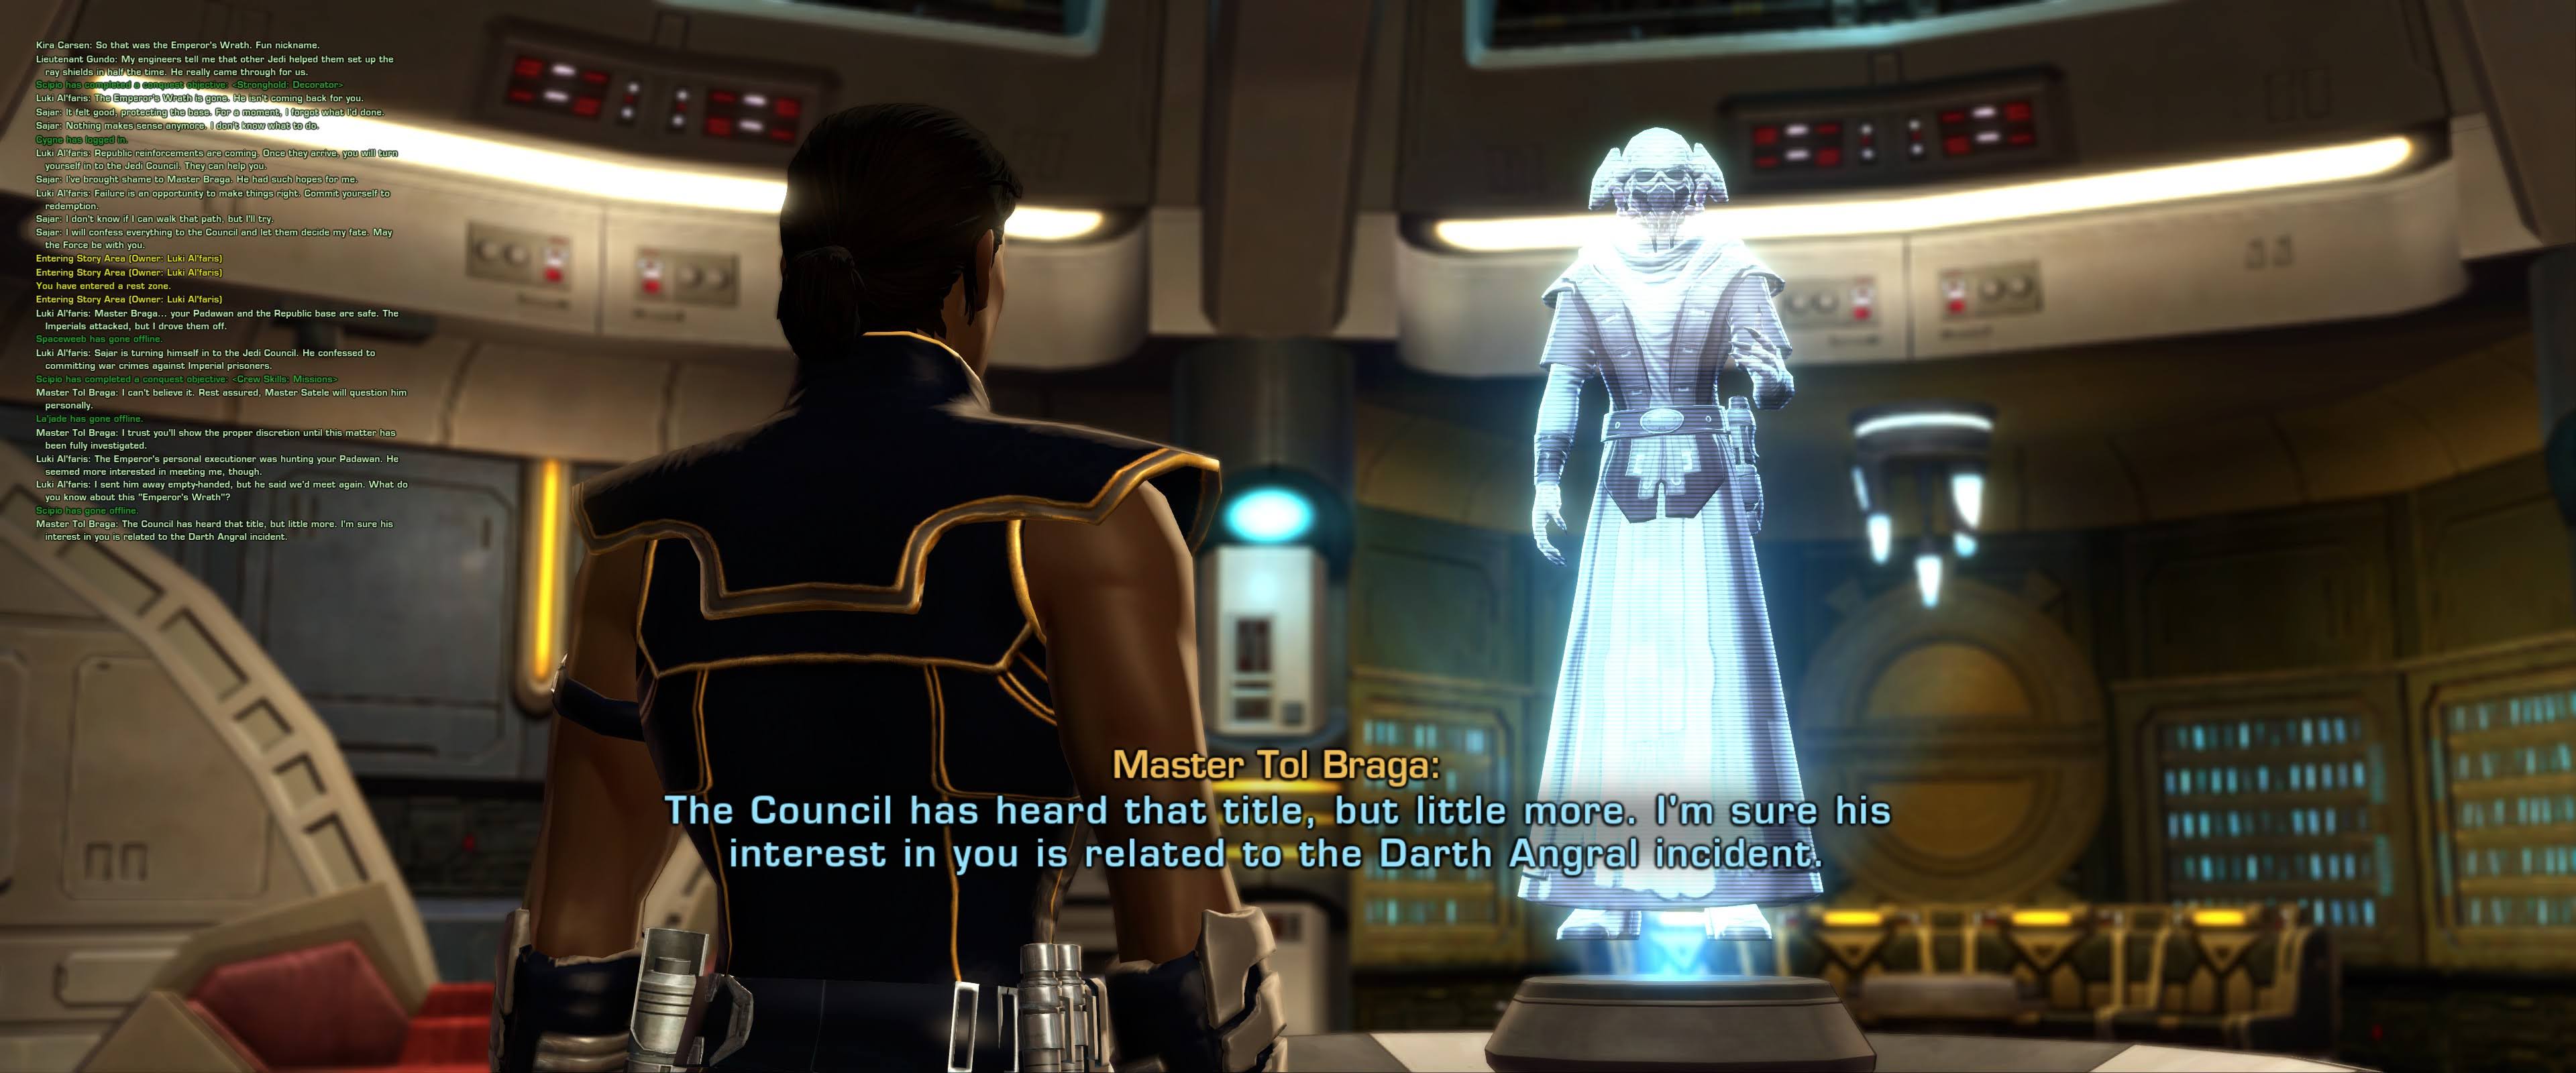 Kira Carsen: So that was the Emperor's Wrath. Fun nickname.
Lieutenant Gundo: My engineers tell me that other Jedi helped them set up the
ray shields in half the time. He really came through for us.
Scipio has completed a conquest objective: <Stronghold: Decorator>
Luki Al'faris: The Emperor's Wrath is gone. He isn't coming back for you.
Sajar: It felt good, protecting the base. For a moment, I forgot what I'd done.
Sajar: Nothing makes sense anymore. I don't know what to do.
Cygne has logged in.
Luki Al'faris: Republic reinforcements are coming. Once they arrive, you will turn
yourself in to the Jedi Council. They can help you.
Sajar: I've brought shame to Master Braga. He had such hopes for me.
Luki Al'faris: Failure is an opportunity to make things right. Commit yourself to
redemption.
Sajar: I don't know if I can walk that path, but I'll try.
Sajar: I will confess everything to the Council and let them decide my fate. May
the Force be with you.
Entering Story Area (Owner: Luki Al'faris)
Entering Story Area (Owner: Luki Al'faris)
You have entered a rest zone.
Entering Story Area (Owner: Luki Al'faris)
Luki Al'faris: Master Braga... your Padawan and the Republic base are safe. The
Imperials attacked, but I drove them off.
Spaceweeb has gone offline.
Luki Al'faris: Sajar is turning himself in to the Jedi Council. He confessed to
committing war crimes against Imperial prisoners.
Scipio has completed a conquest objective: <Crew Skills: Missions>
Master Tol Braga: I can't believe it. Rest assured, Master Satele will question him
personally.
La'jade has gone offline.
Master Tol Braga: I trust you'll show the proper discretion until this matter has
been fully investigated.
Luki Al'faris: The Emperor's personal executioner was hunting your Padawan. He
seemed more interested in meeting me, though.
Luki Al'faris: I sent him away empty-handed, but he said we'd meet again. What do
you know about this "Emperor's Wrath"?
Scipio has gone offline.
Master Tol Braga: The Council has heard that title, but little more. I'm sure his
interest in you is related to the Darth Angral incident.
Master Tol Braga:
The Council has heard that title, but little more. I'm sure his
interest in you is related to the Darth Angral incident.